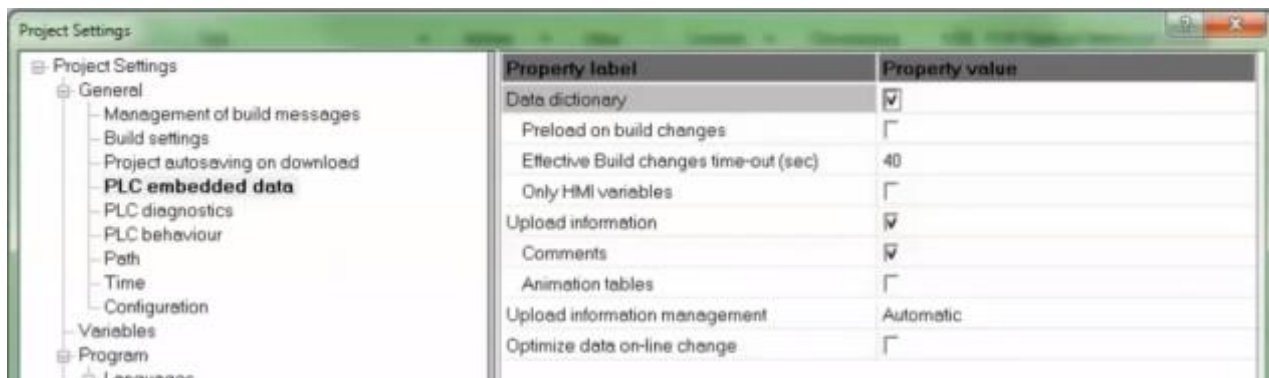 Project Settings
Project Settings
General
Management of build messages
Build settings
Project autosaving on download
PLC embedded data
PLC diagnostics
PLC behaviour
Path
Time
Configuration
Variables
Program
Languages
Property label Property value
Data dictionary
Preload on build changes
Effective Build changes time-out (sec) 40
Only HMI variables
Upload information
Comments
Animation tables
Upload information management Automatic
Optimize data on-line change